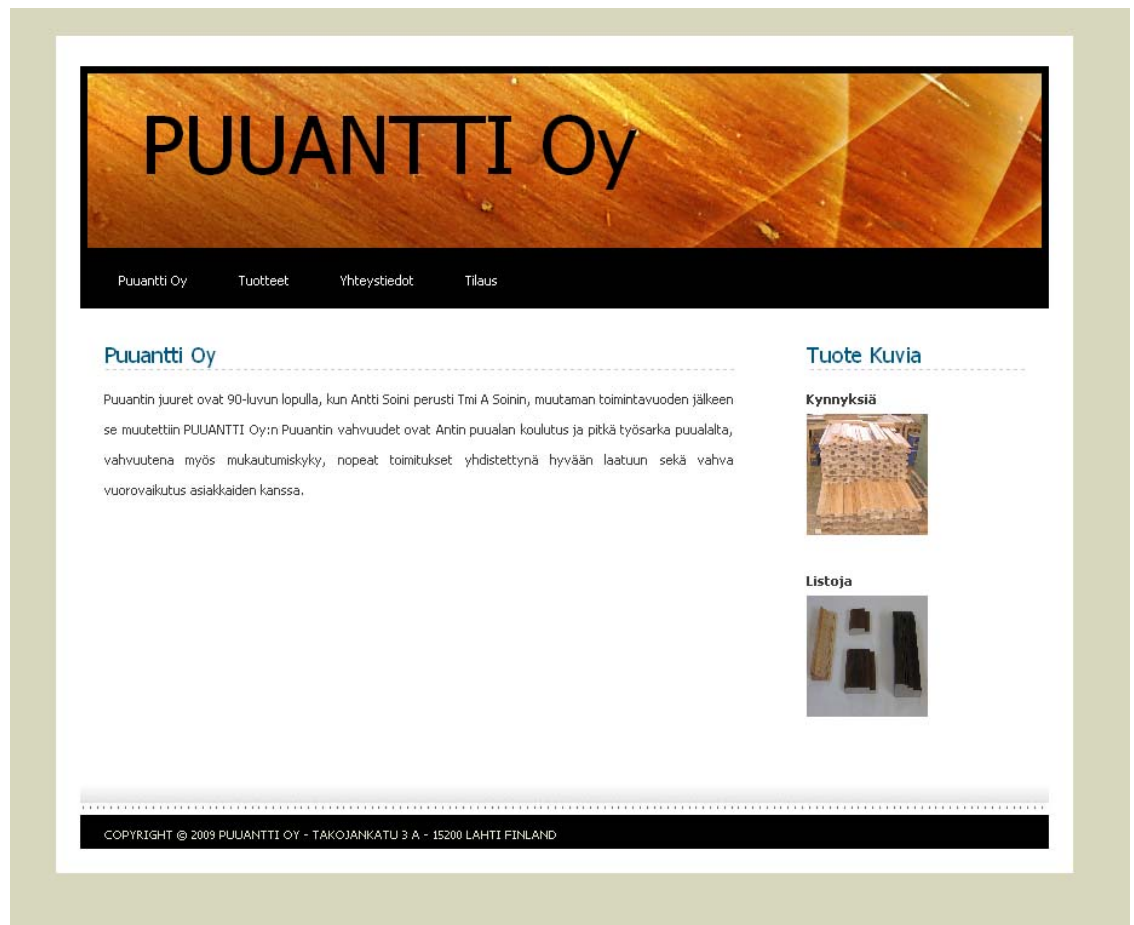 PUUANTTI Oy
Puuantti Oy Tuotteet Yhteystiedot Tilaus
Puuantti Oy
Puuantin juuret ovat 90-luvun lopulla, kun Antti Soini perusti Tmi A Soinin, muutaman toimintavuoden jälkeen
se muutettiin PUUANTTI Oy:n Puuantin vahvuudet ovat Antin puualan koulutus ja pitkä työsarka puualalta,
vahvuutena myös mukautumiskyky, nopeat toimitukset yhdistettynä hyvään laatuun sekä vahva
vuorovaikutus asiakkaiden kanssa.
Tuote Kuvia
Kynnyksiä
Listoja
COPYRIGHT © 2009 PUUANTTI OY - TAKOJANKATU 3 A - 15200 LAHTI FINLAND